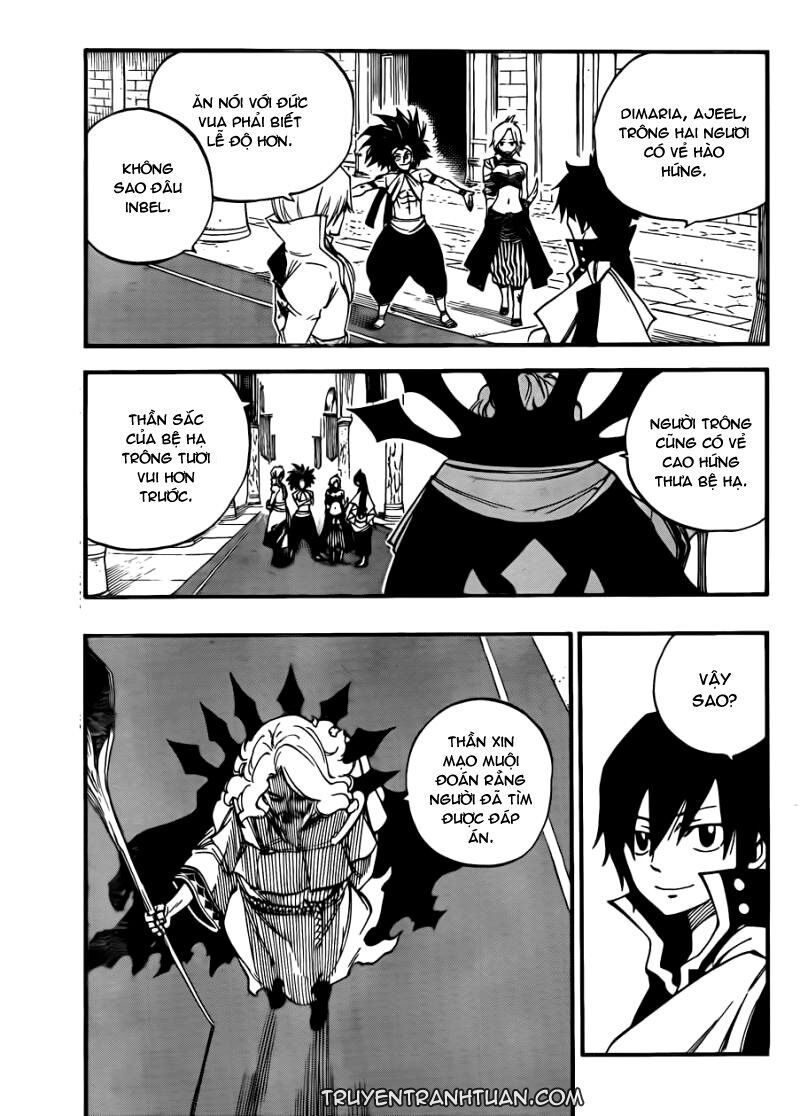 DIMARIA, AJEEL,
TRÔNG HAI NGƯƠI
CÓ VẺ HÀO
HỨNG.
ĂN NÓI VỚI ĐỨC
VUA PHẢI BIẾT
LỄ ĐỘ HƠN.
KHÔNG
SAO ĐÂU
INBEL.
NGƯỜI TRÔNG
CŨNG CÓ VẺ
CAO HỨNG
THƯA BỆ HẠ.
THẦN SẮC
CỦA BỆ HẠ
TRÔNG TƯƠI
VUI HƠN
TRƯỚC.
VẬY
SAO?
THẦN XIN
MẠO MUỘI
ĐOÁN RẰNG
NGƯỜI ĐÃ TÌM
ĐƯỢC ĐÁP
ÁN.
TRUYENTRANHTUAN.COM